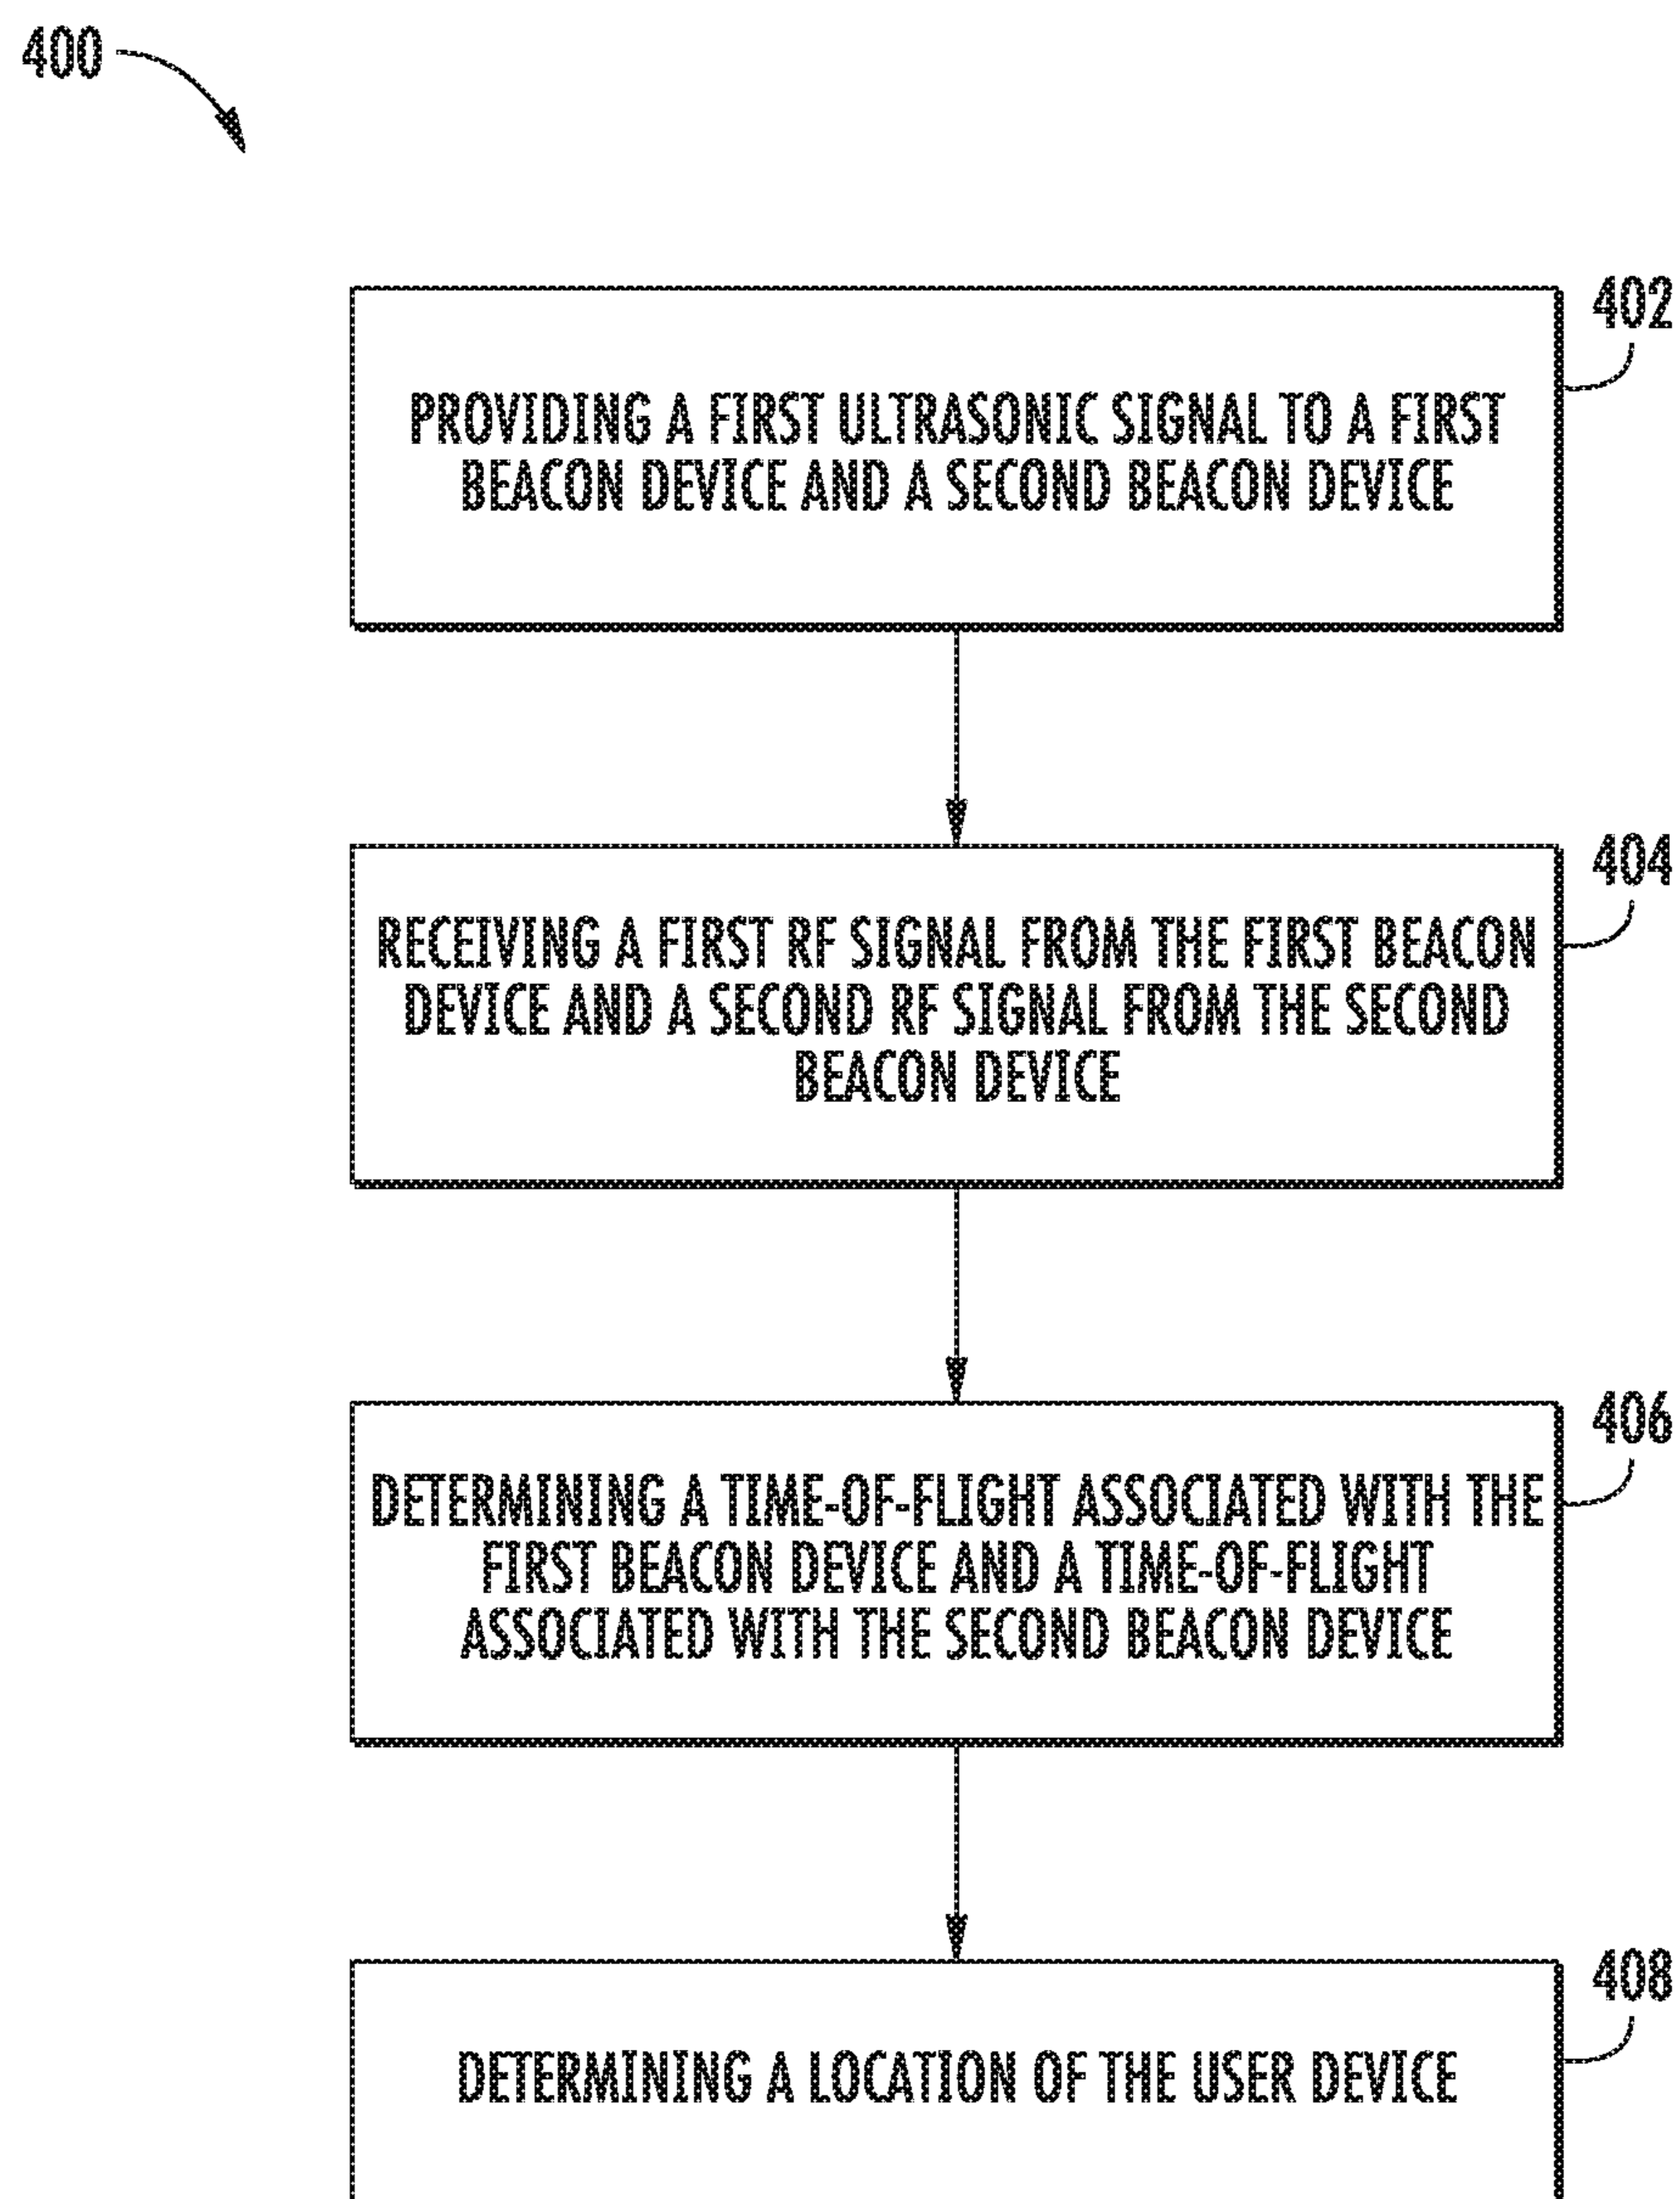 400
402
PROVIDING A FIRST ULTRASONIC SIGNAL TO A FIRST
BEACON DEVICE AND A SECOND BEACON DEVICE
404
RECEIVING A FIRST RF SIGNAL FROM THE FIRST BEACON
DEVICE AND A SECOND RF SIGNAL FROM THE SECOND
BEACON DEVICE
406
DETERMINING A TIME-OF-FLIGHT ASSOCIATED WITH THE
FIRST BEACON DEVICE AND A TIME-OF-FLIGHT
ASSOCIATED WITH THE SECOND BEACON DEVICE
408
DETERMINING A LOCATION OF THE USER DEVICE